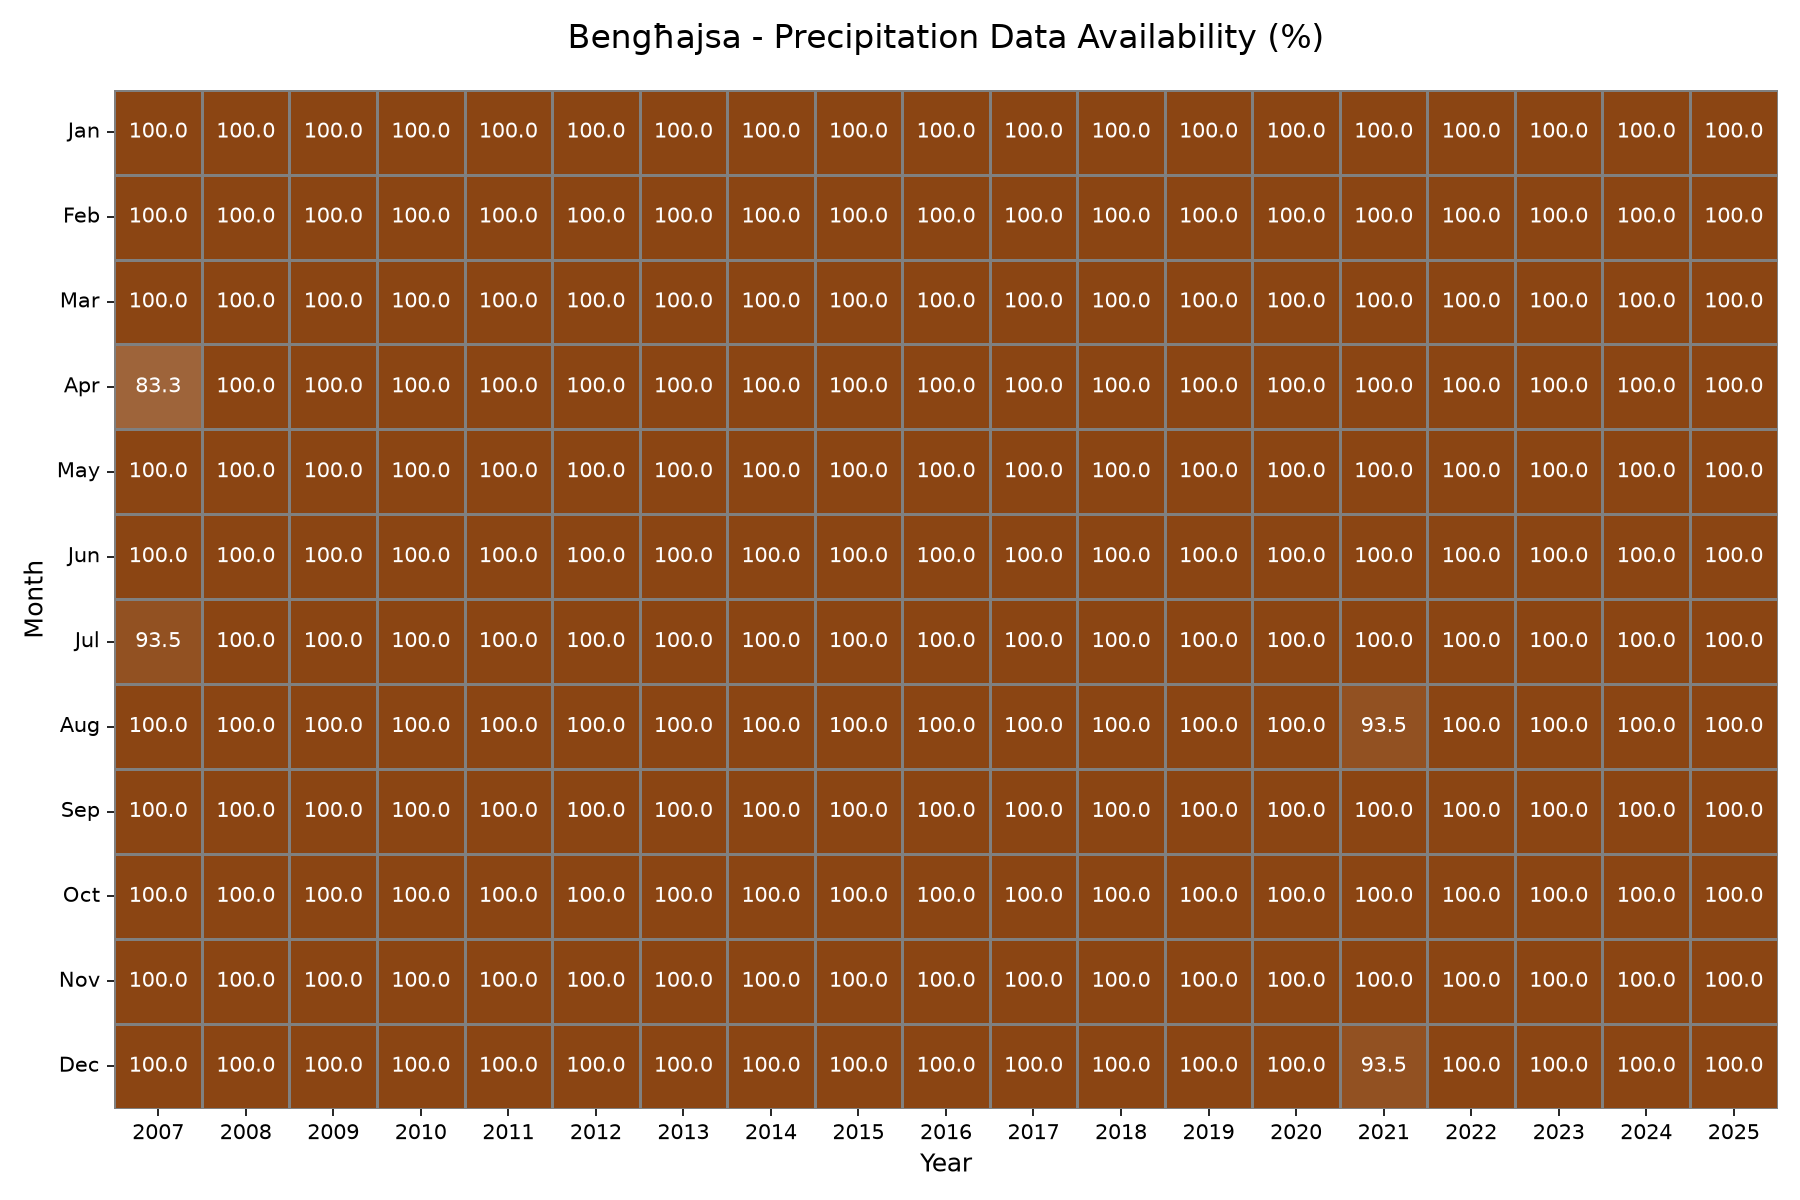 Bengħajsa - Precipitation Data Availability (%)
Jan 100.0 100.0 100.0 100.0 100.0 100.0 100.0 100.0 100.0 100.0 100.0 100.0 100.0 100.0 100.0 100.0 100.0 100.0 100.0
Feb 100.0 100.0 100.0 100.0 100.0 100.0 100.0 100.0 100.0 100.0 100.0 100.0 100.0 100.0 100.0 100.0 100.0 100.0 100.0
Mar 100.0 100.0 100.0 100.0 100.0 100.0 100.0 100.0 100.0 100.0 100.0 100.0 100.0 100.0 100.0 100.0 100.0 100.0 100.0
Apr 83.3 100.0 100.0 100.0 100.0 100.0 100.0 100.0 100.0 100.0 100.0 100.0 100.0 100.0 100.0 100.0 100.0 100.0 100.0
May 100.0 100.0 100.0 100.0 100.0 100.0 100.0 100.0 100.0 100.0 100.0 100.0 100.0 100.0 100.0 100.0 100.0 100.0 100.0
Jun 100.0 100.0 100.0 100.0 100.0 100.0 100.0 100.0 100.0 100.0 100.0 100.0 100.0 100.0 100.0 100.0 100.0 100.0 100.0
Jul 93.5 100.0 100.0 100.0 100.0 100.0 100.0 100.0 100.0 100.0 100.0 100.0 100.0 100.0 100.0 100.0 100.0 100.0 100.0
Aug 100.0 100.0 100.0 100.0 100.0 100.0 100.0 100.0 100.0 100.0 100.0 100.0 100.0 100.0 93.5 100.0 100.0 100.0 100.0
Sep 100.0 100.0 100.0 100.0 100.0 100.0 100.0 100.0 100.0 100.0 100.0 100.0 100.0 100.0 100.0 100.0 100.0 100.0 100.0
Oct 100.0 100.0 100.0 100.0 100.0 100.0 100.0 100.0 100.0 100.0 100.0 100.0 100.0 100.0 100.0 100.0 100.0 100.0 100.0
Nov 100.0 100.0 100.0 100.0 100.0 100.0 100.0 100.0 100.0 100.0 100.0 100.0 100.0 100.0 100.0 100.0 100.0 100.0 100.0
Dec 100.0 100.0 100.0 100.0 100.0 100.0 100.0 100.0 100.0 100.0 100.0 100.0 100.0 100.0 93.5 100.0 100.0 100.0 100.0
2007 2008 2009 2010 2011 2012 2013 2014 2015 2016 2017 2018 2019 2020 2021 2022 2023 2024 2025
Year
Month